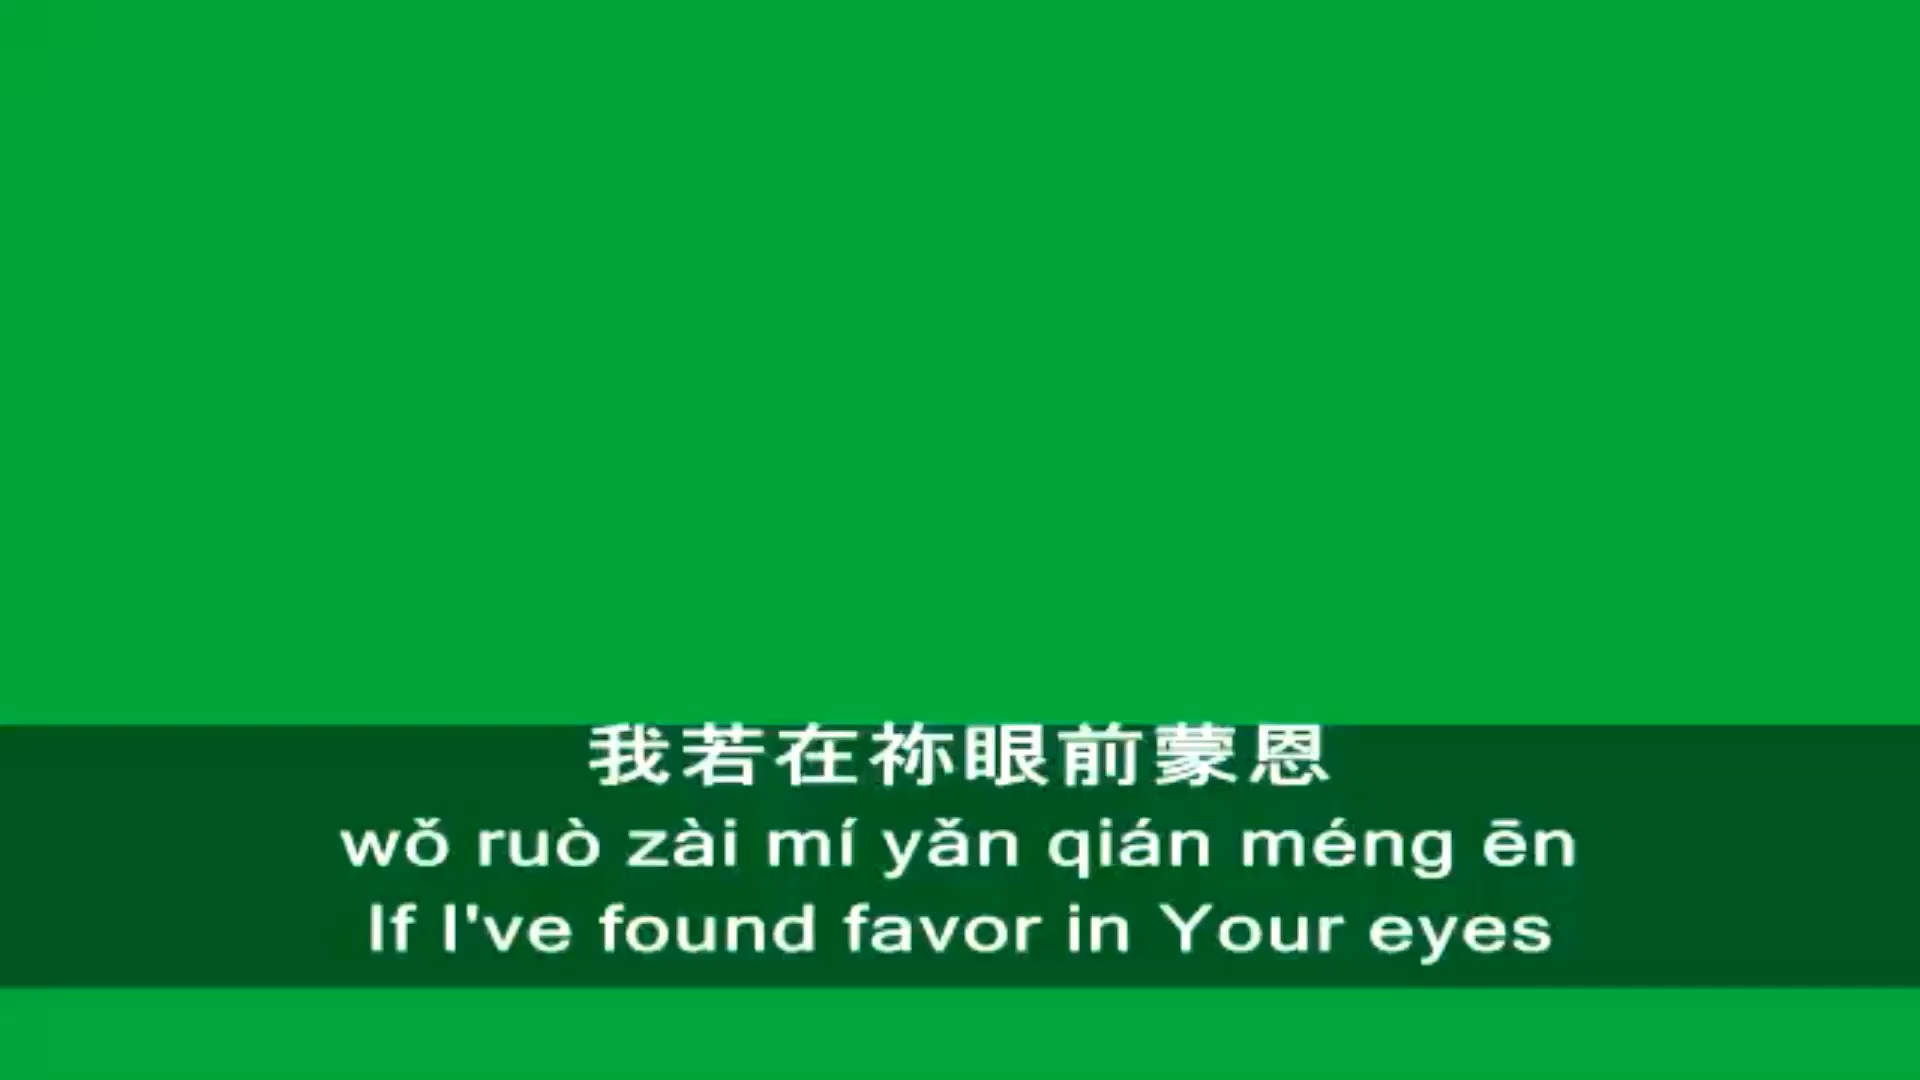 我若在祢眼前蒙恩
wǒ ruò zài mí yǎn qián méng ēn
If I've found favor in Your eyes